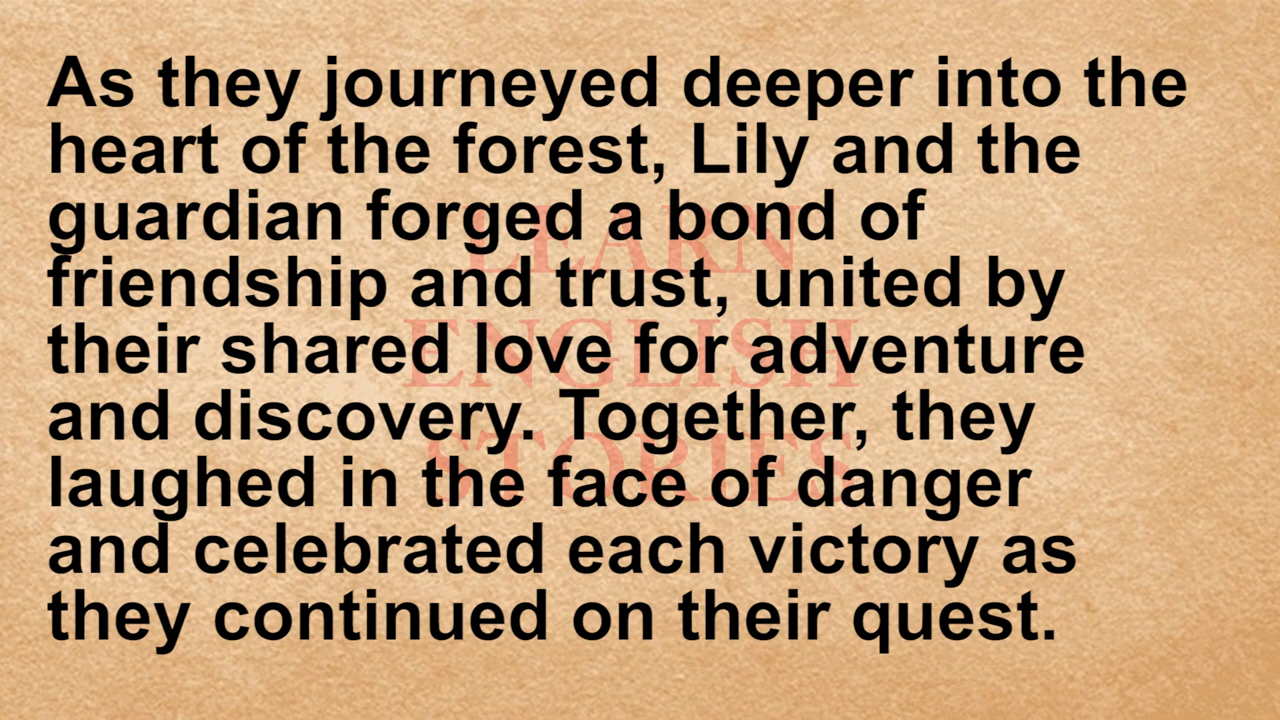 As they journeyed deeper into the
heart of the forest, Lily and the
guardian forged a bond of
friendship and trust, united by
their shared love for adventure
and discovery. Together, they
laughed in the face of danger
and celebrated each victory as
they continued on their quest.
LEARN
ENGLISH
STORIES